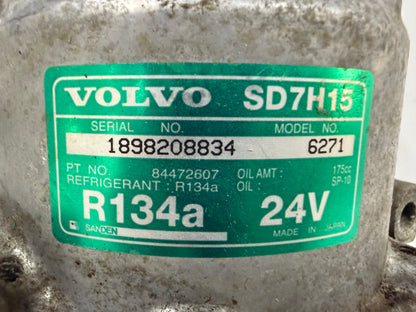 VOLVO SD7H15
SERIAL NO. MODEL NO.
1898208834 6271
PT NO. 84472607 OIL AMT : 175cc
REFRIGERANT : R134a OIL : SP-10
R134a 24V
SANDEN MADE IN JAPAN